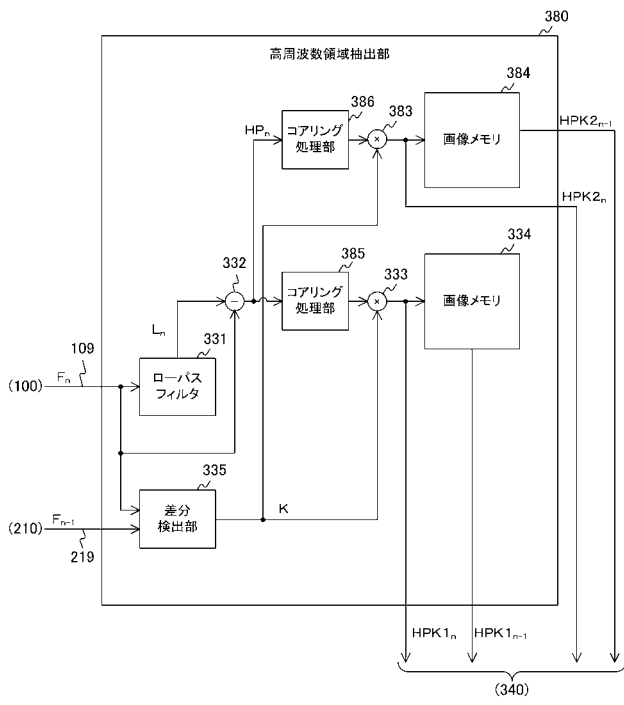 380
高周波数領域抽出部
384
386
383
HPn
コアリング
処理部
×
画像メモリ
HPK2n-1
HPK2n
334
385
332
333
−
コアリング
処理部
×
画像メモリ
Ln
331
109
(100)
Fn
ローパス
フィルタ
335
(210)
Fn-1
差分
検出部
K
219
HPK1n
HPK1n-1
(340)